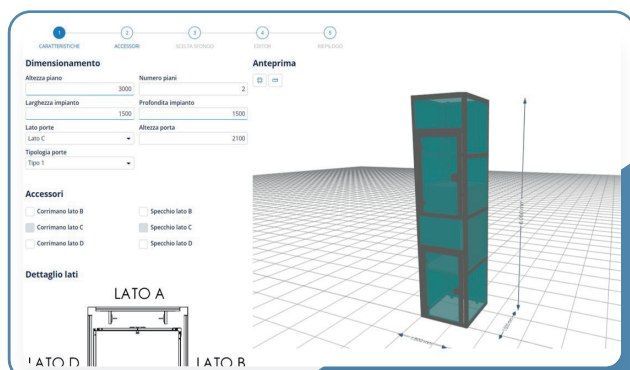 1 2 3 4 5
CARATTERISTICHE ACCESSORI SCELTA SFONDO EDITOR RIEPILOGO
Dimensionamento
Anteprima
Altezza piano Numero piani
3000 2
Larghezza impianto Profondita impianto
1500 1500
Lato porte Altezza porta
Lato C 2100
Tipologia porte
Tipo 1
Accessori
Corrimano lato B Specchio lato B
Corrimano lato C Specchio lato C
Corrimano lato D Specchio lato D
Dettaglio lati
LATO A
LATO D LATO B